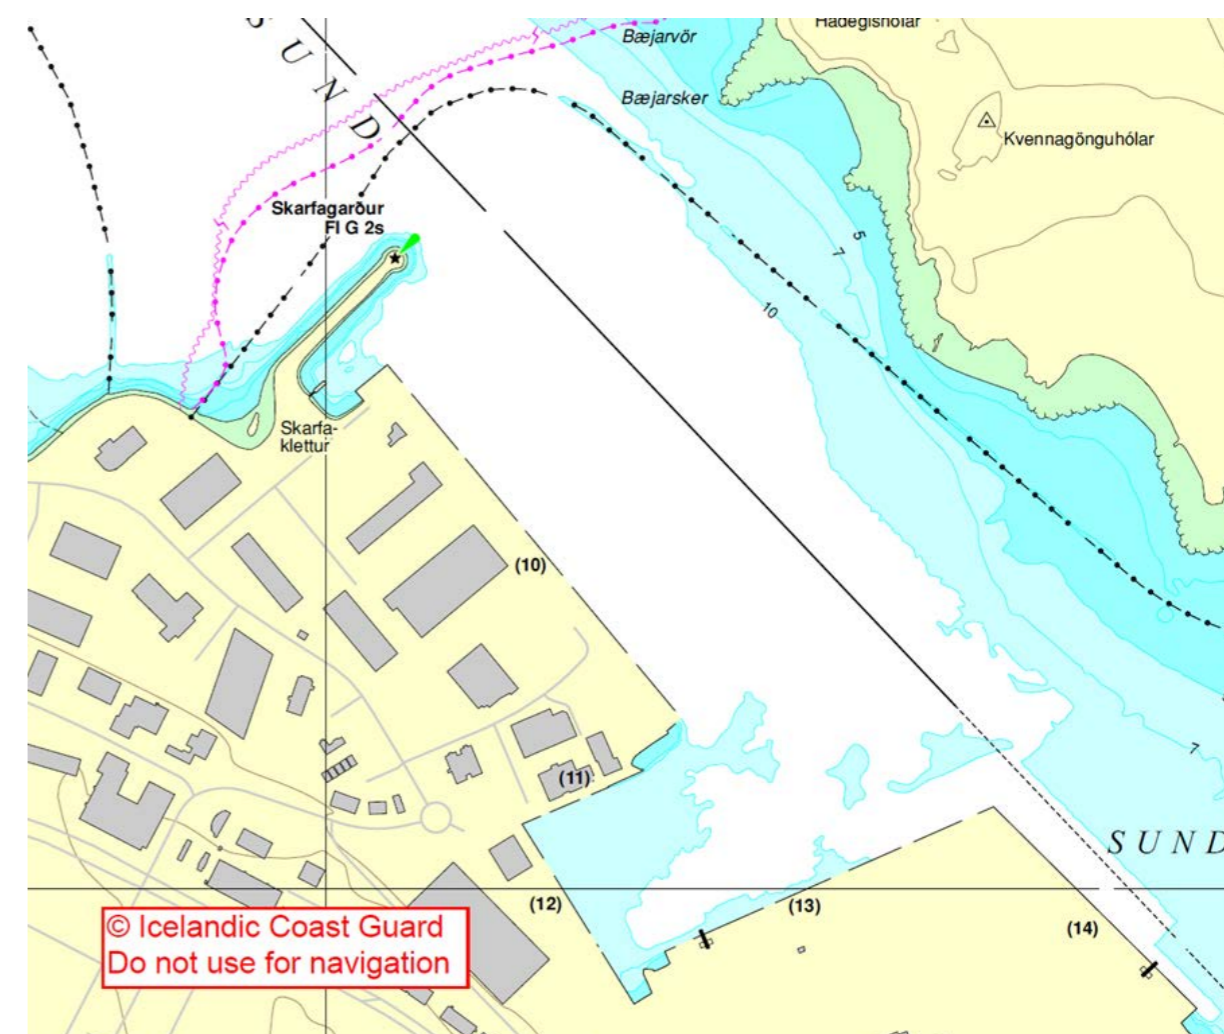 SUND
Bæjarvör
Bæjarsker
Hádegishólar
Kvennagönguhólar
Skarfagarður
Fl G 2s
5
7
10
Skarfa-
klettur
(10)
(11)
7
SUND
(12)
(13)
(14)
© Icelandic Coast Guard
Do not use for navigation